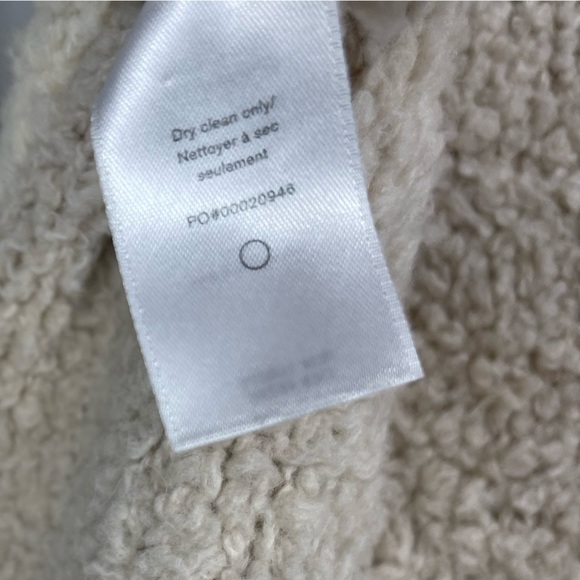 Dry clean only/
Nettoyer à sec
seulement
PO#00020946